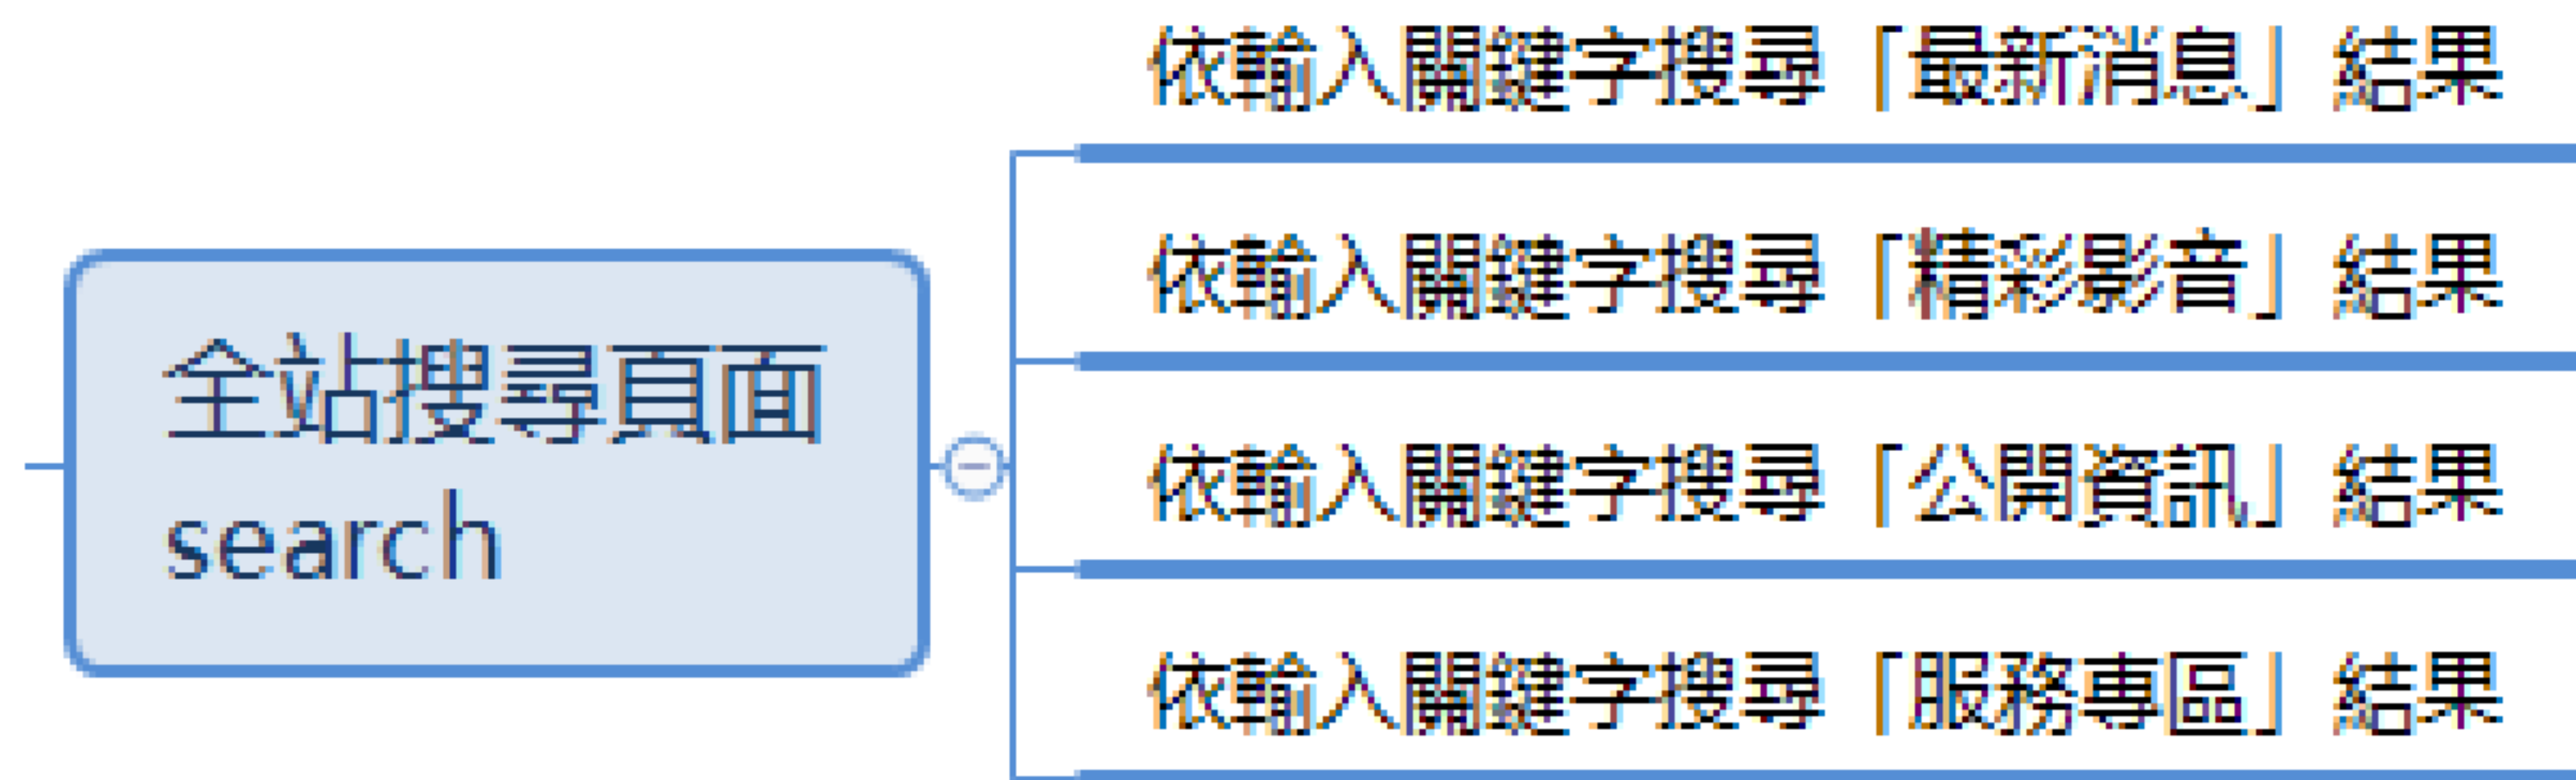 依輸入關鍵字搜尋「最新消息」結果
依輸入關鍵字搜尋「精彩影音」結果
全站搜尋頁面
search
依輸入關鍵字搜尋「公開資訊」結果
依輸入關鍵字搜尋「服務專區」結果